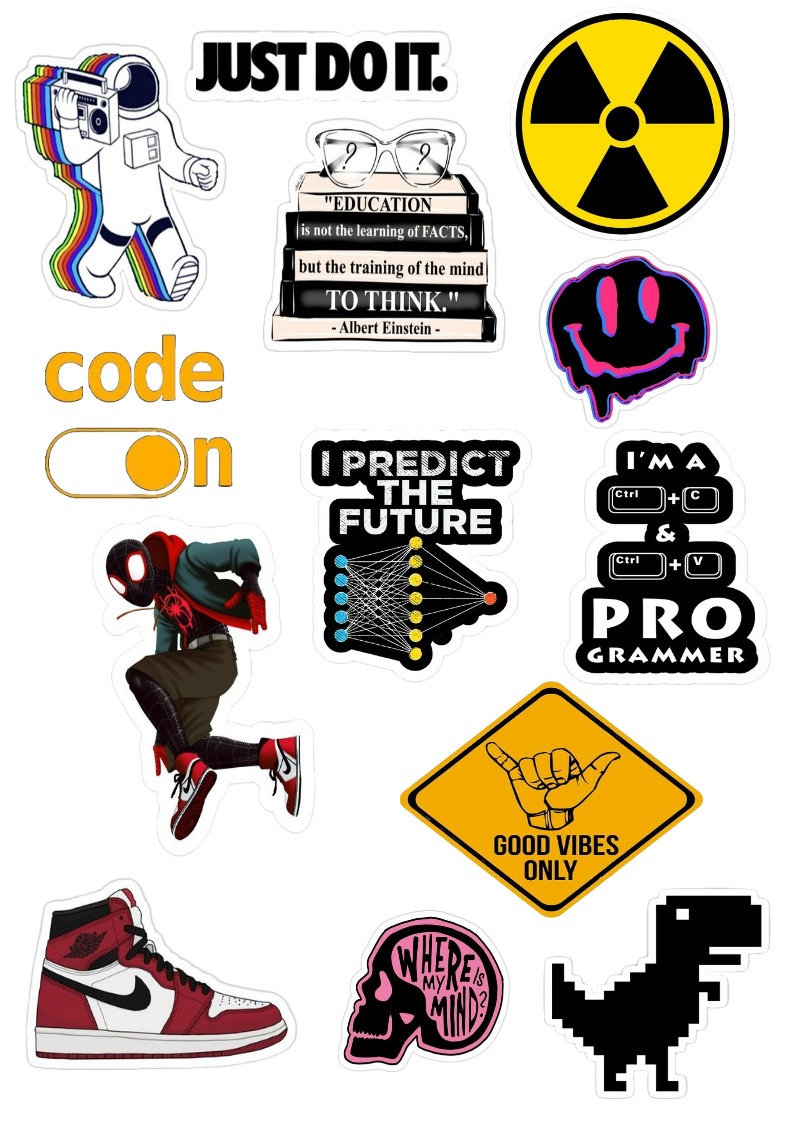 JUST DO IT.
? ?
"EDUCATION
is not the learning of FACTS,
but the training of the mind
TO THINK."
- Albert Einstein -
code
on
I PREDICT
THE
FUTURE
I'M A
Ctrl + C
&
Ctrl + V
PRO
GRAMMER
GOOD VIBES
ONLY
WHERE IS
MY
MIND?